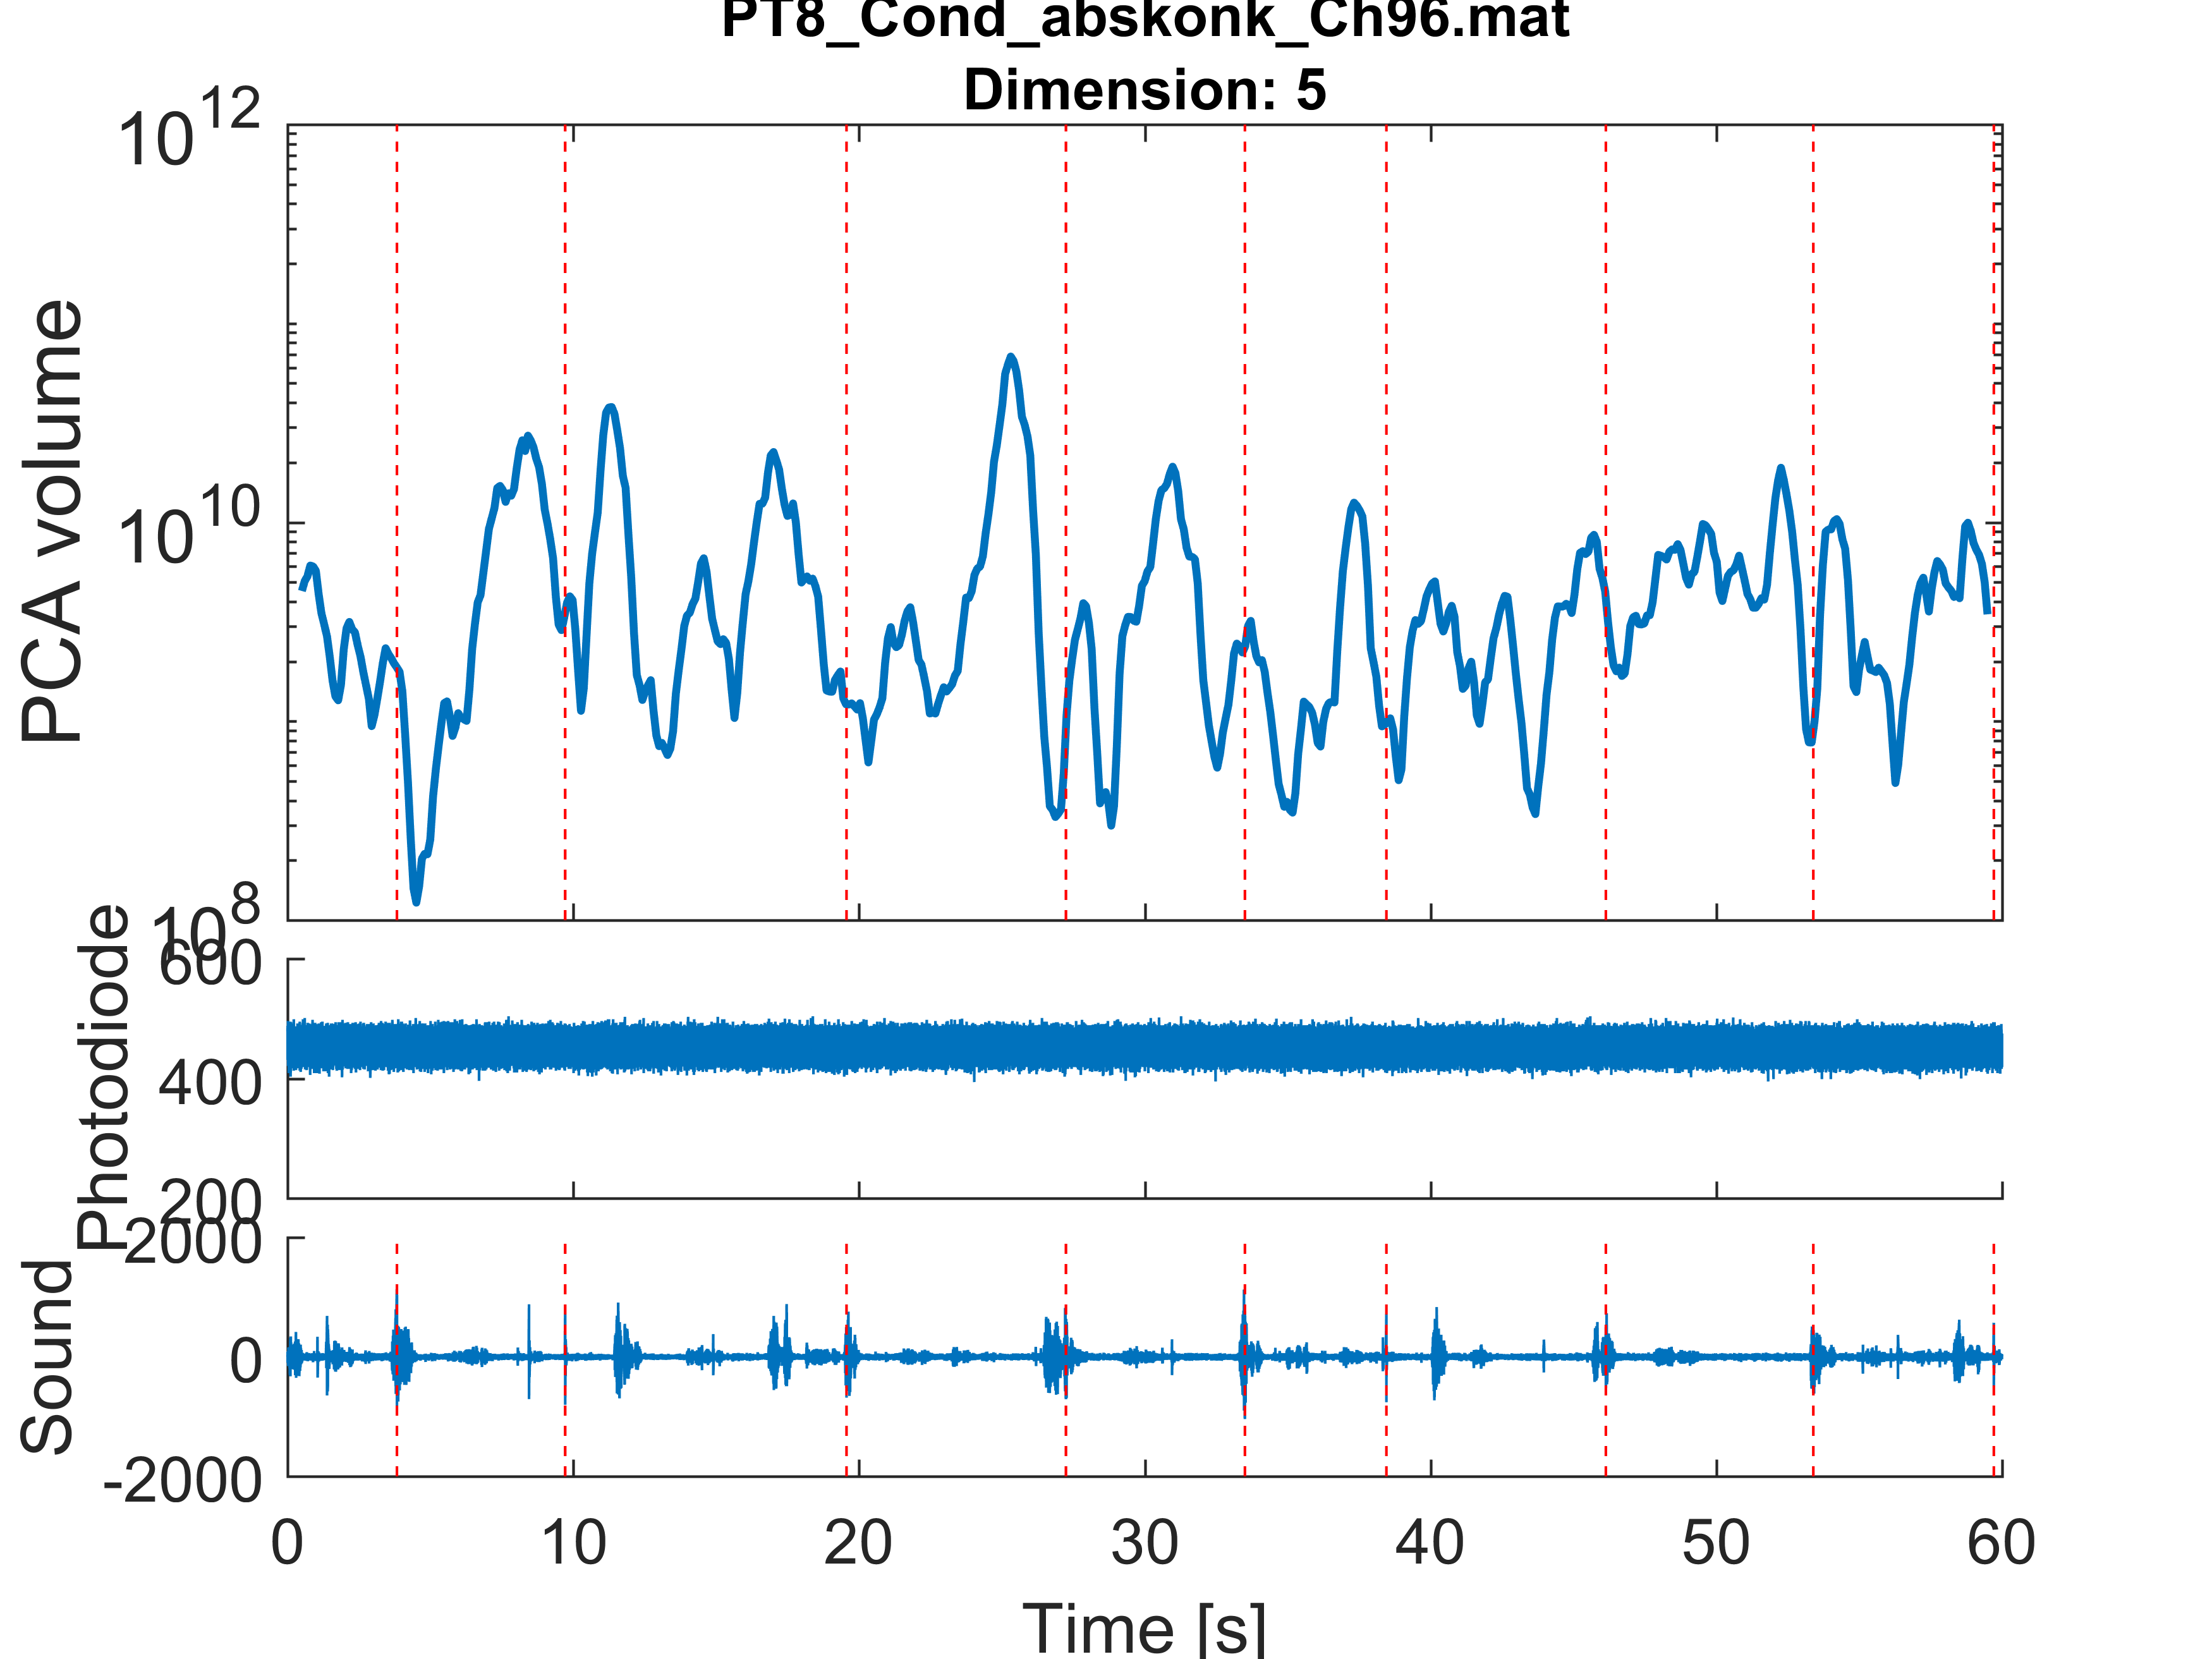 PT8_Cond_abskonk_Ch96.mat
Dimension: 5
10^12
10^10
10^8
PCA volume
600
400
200
Photodiode
2000
0
-2000
Sound
0 10 20 30 40 50 60
Time [s]